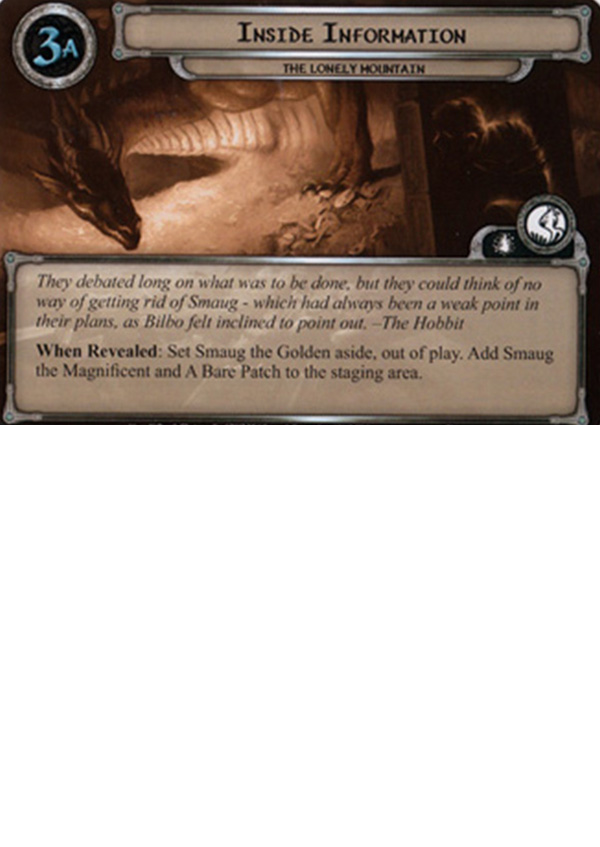 3A
Inside Information
The Lonely Mountain
They debated long on what was to be done, but they could think of no
way of getting rid of Smaug - which had always been a weak point in
their plans, as Bilbo felt inclined to point out. –The Hobbit
When Revealed: Set Smaug the Golden aside, out of play. Add Smaug
the Magnificent and A Bare Patch to the staging area.